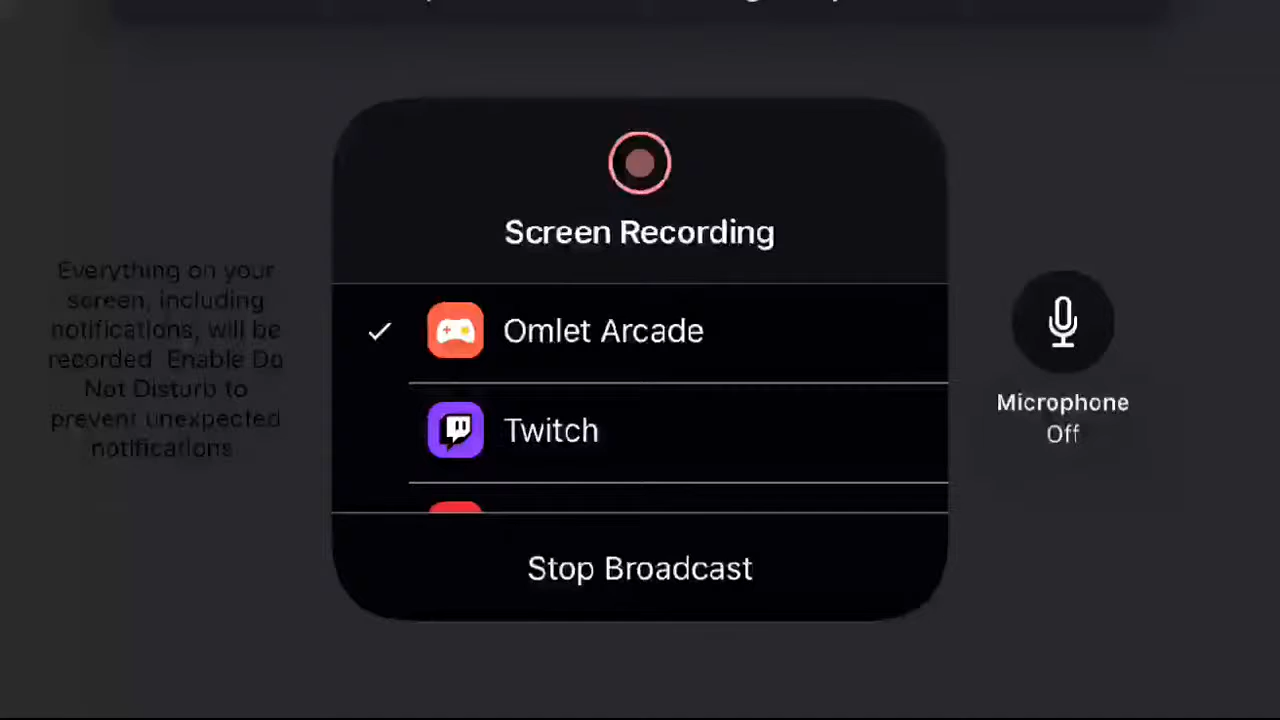 Screen Recording
Everything on your
screen, including
notifications, will be
recorded. Enable Do
Not Disturb to
prevent unexpected
notifications.
Omlet Arcade
Twitch
Stop Broadcast
Microphone
Off